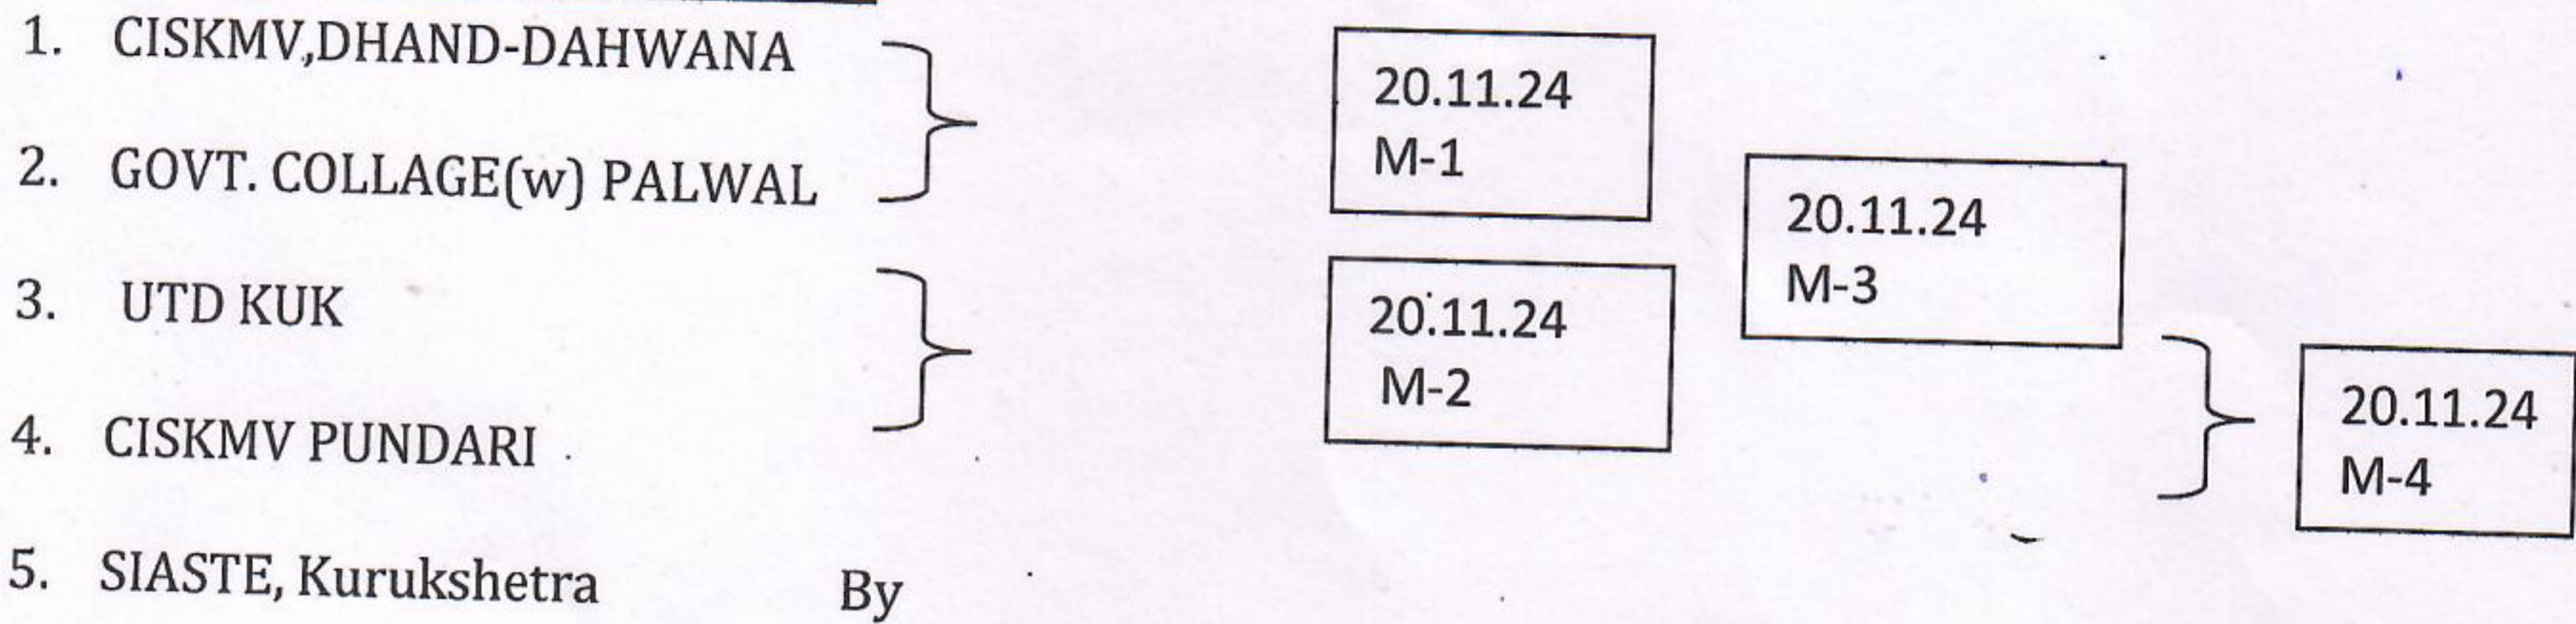 1. CISKMV,DHAND-DAHWANA
2. GOVT. COLLAGE(w) PALWAL
3. UTD KUK
4. CISKMV PUNDARI
5. SIASTE, Kurukshetra By
20.11.24
M-1
20.11.24
M-2
20.11.24
M-3
20.11.24
M-4